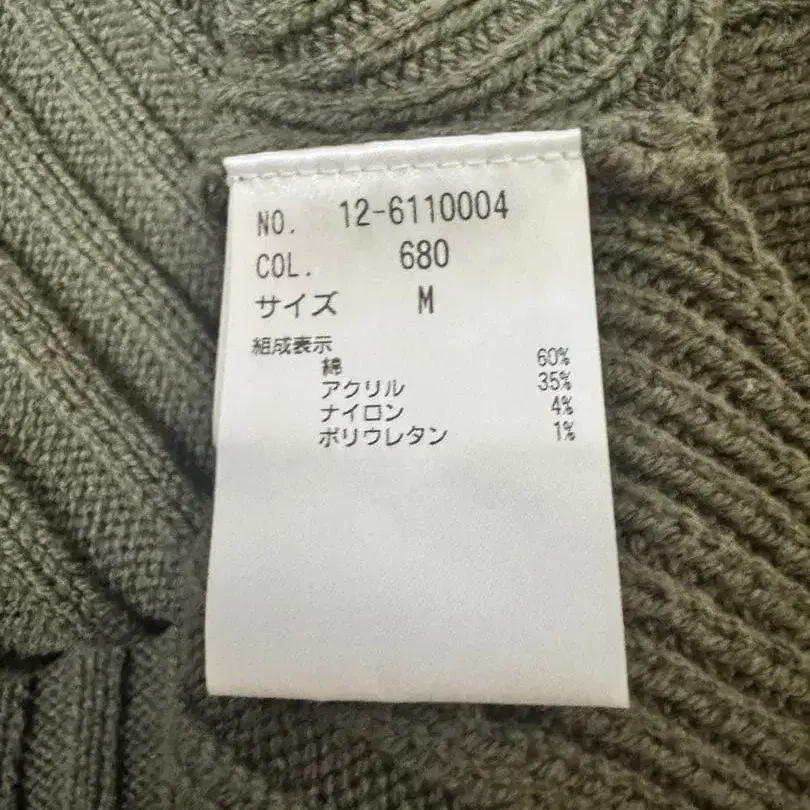 NO. 12-6110004
COL. 680
サイズ M
組成表示
綿 60%
アクリル 35%
ナイロン 4%
ポリウレタン 1%